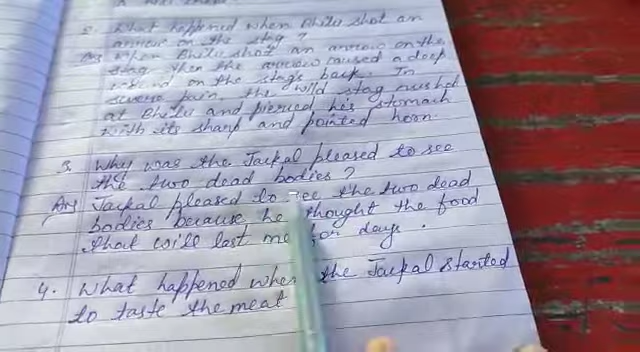 2. What happened when Bhilu shot an
arrow on the stag?
Ans When Bhilu shot an arrow on the
stag then the arrow caused a deep
wound on the stags back. In
severe pain, the wild stag rushed
at Bhilu and pierced his stomach
with its sharp and pointed horn.
3. Why was the Jackal pleased to see
the two dead bodies?
Ans Jackal pleased to see the two dead
bodies because he thought the food
that will last me for days.
4. What happened when the Jackal started
to taste the meat